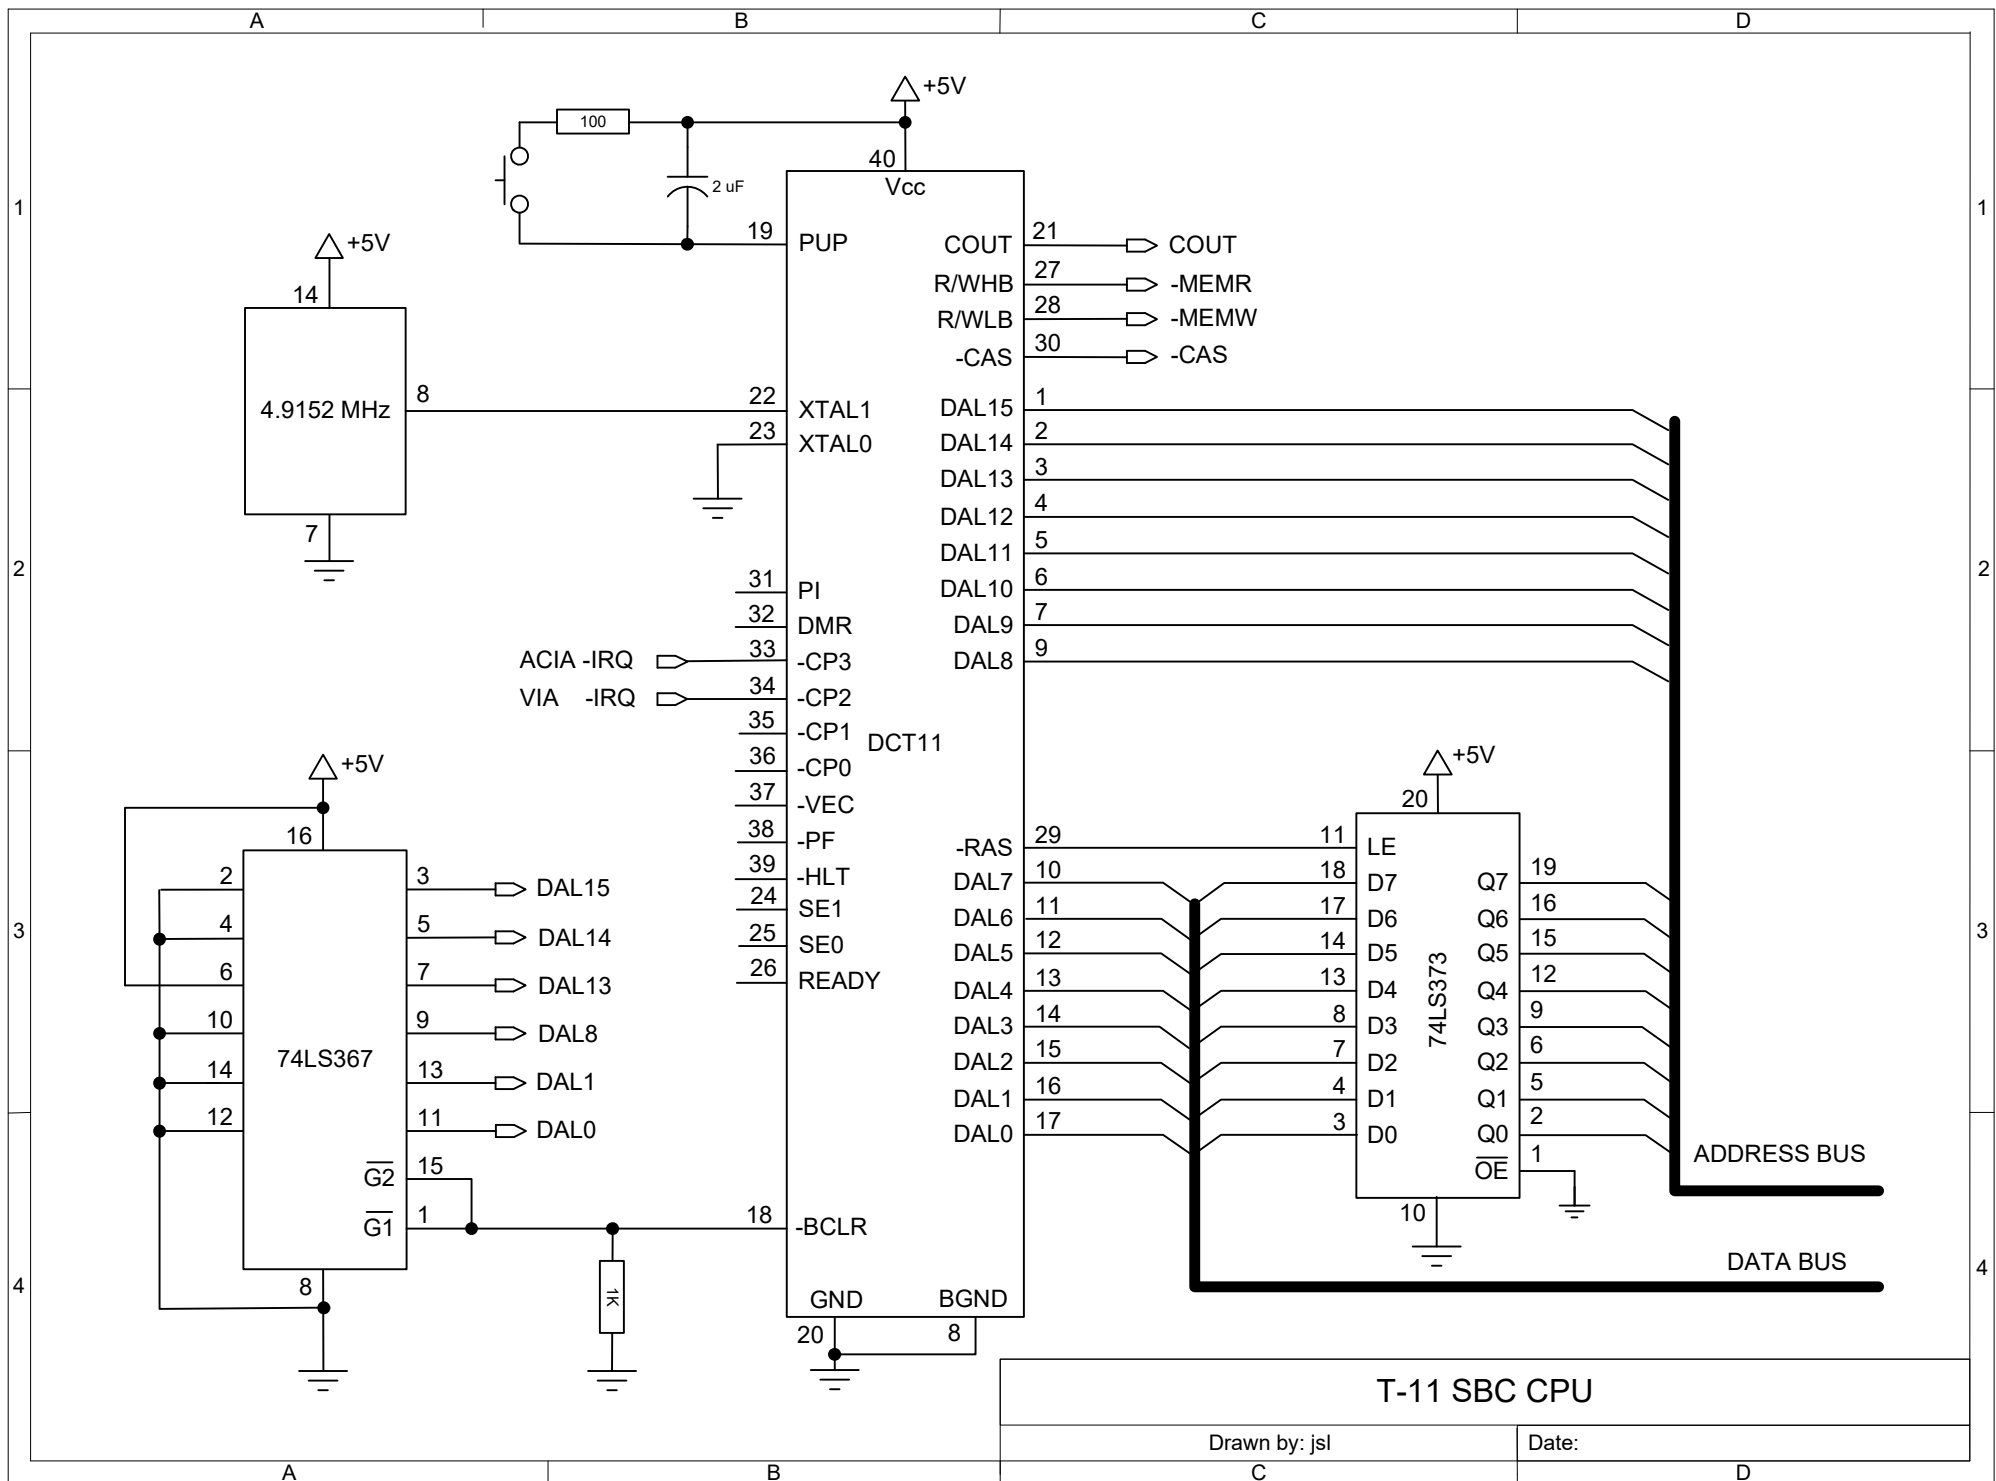 A B C D
+5V
100
40
Vcc
2 uF
1 1
19 PUP COUT 21 COUT
+5V
R/WHB 27 -MEMR
14
R/WLB 28 -MEMW
-CAS 30 -CAS
4.9152 MHz 8 22 XTAL1 DAL15 1
23 XTAL0 DAL14 2
DAL13 3
7
DAL12 4
DAL11 5
2 2
31 PI DAL10 6
32 DMR DAL9 7
ACIA -IRQ 33 -CP3 DAL8 9
VIA -IRQ 34 -CP2
35 -CP1
DCT11
+5V 36 -CP0 +5V
37 -VEC 20
16 38 -PF -RAS 29 11 LE
2 3 DAL15 39 -HLT DAL7 10 18 D7 Q7 19
24 SE1
4 5 DAL14 DAL6 11 17 D6 Q6 16
3 3
25 SE0 DAL5 12 14 D5 Q5 15
6 7 DAL13 26 READY DAL4 13 13 D4 Q4 12
74LS373
10 9 DAL8 DAL3 14 8 D3 Q3 9
74LS367
14 13 DAL1 DAL2 15 7 D2 Q2 6
DAL1 16 4 D1 Q1 5
12 11 DAL0 DAL0 17 3 D0 Q0 2
G2 15 OE 1
ADDRESS BUS
G1 1 18 -BCLR 10
DATA BUS
4 4
8 1K
GND BGND
20 8
T-11 SBC CPU
Drawn by: jsl Date:
A B C D